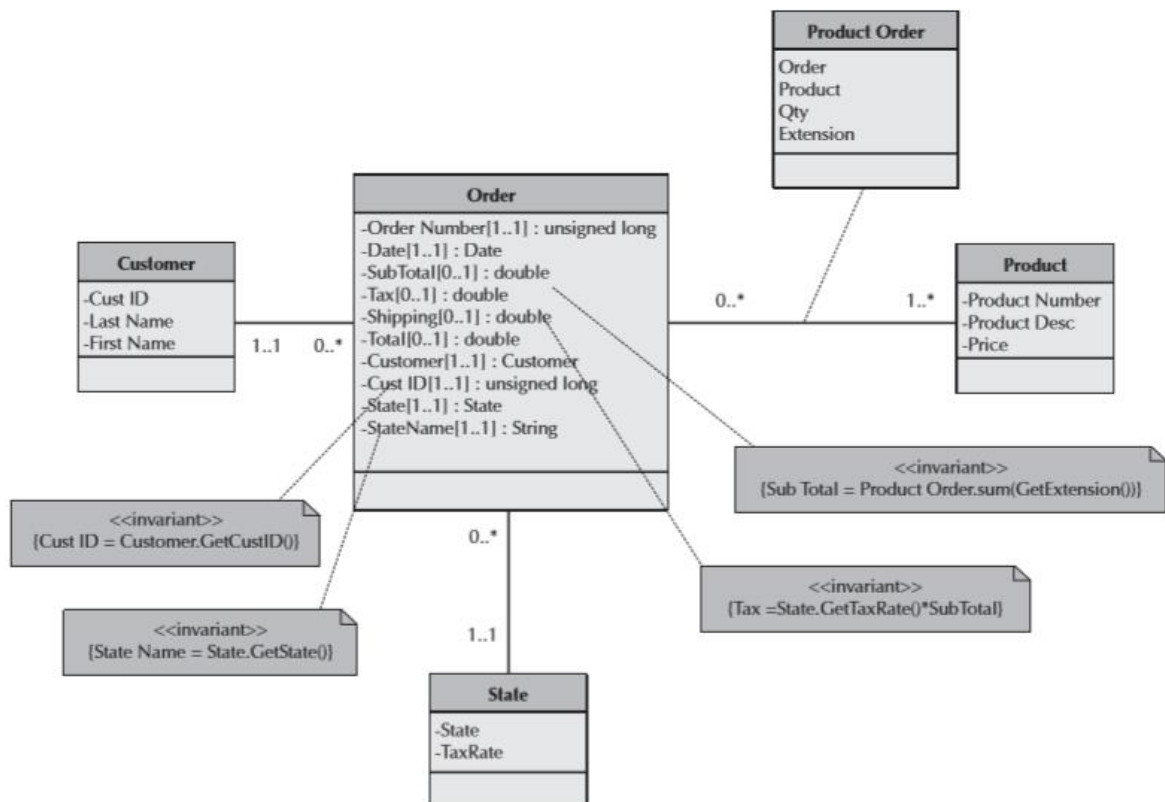 Product Order
Order
Product
Qty
Extension
Order
-Order Number[1..1] : unsigned long
-Date[1..1] : Date
-SubTotal[0..1] : double
-Tax[0..1] : double
-Shipping[0..1] : double
-Total[0..1] : double
-Customer[1..1] : Customer
-Cust ID[1..1] : unsigned long
-State[1..1] : State
-StateName[1..1] : String
Customer
-Cust ID
-Last Name
-First Name
1..1
0..*
0..*
1..*
Product
-Product Number
-Product Desc
-Price
<<invariant>>
{Sub Total = Product Order.sum(GetExtension())}
<<invariant>>
{Cust ID = Customer.GetCustID()}
0..*
<<invariant>>
{Tax =State.GetTaxRate()*SubTotal}
<<invariant>>
{State Name = State.GetState()}
1..1
State
-State
-TaxRate